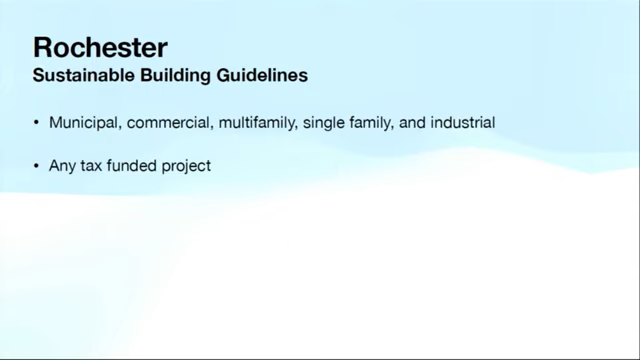 Rochester
Sustainable Building Guidelines
• Municipal, commercial, multifamily, single family, and industrial
• Any tax funded project